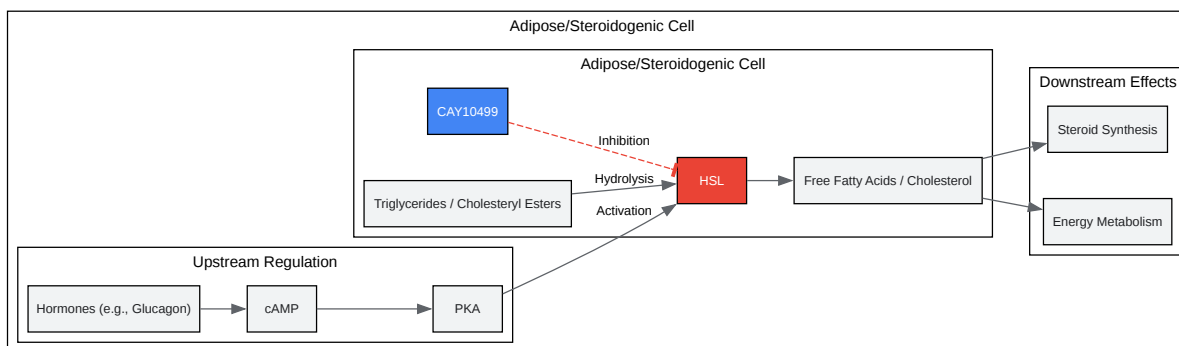 Adipose/Steroidogenic Cell
Adipose/Steroidogenic Cell
Downstream Effects
CAY10499
Steroid Synthesis
Inhibition
HSL
Free Fatty Acids / Cholesterol
Hydrolysis
Triglycerides / Cholesteryl Esters
Activation
Energy Metabolism
Upstream Regulation
Hormones (e.g., Glucagon)
cAMP
PKA